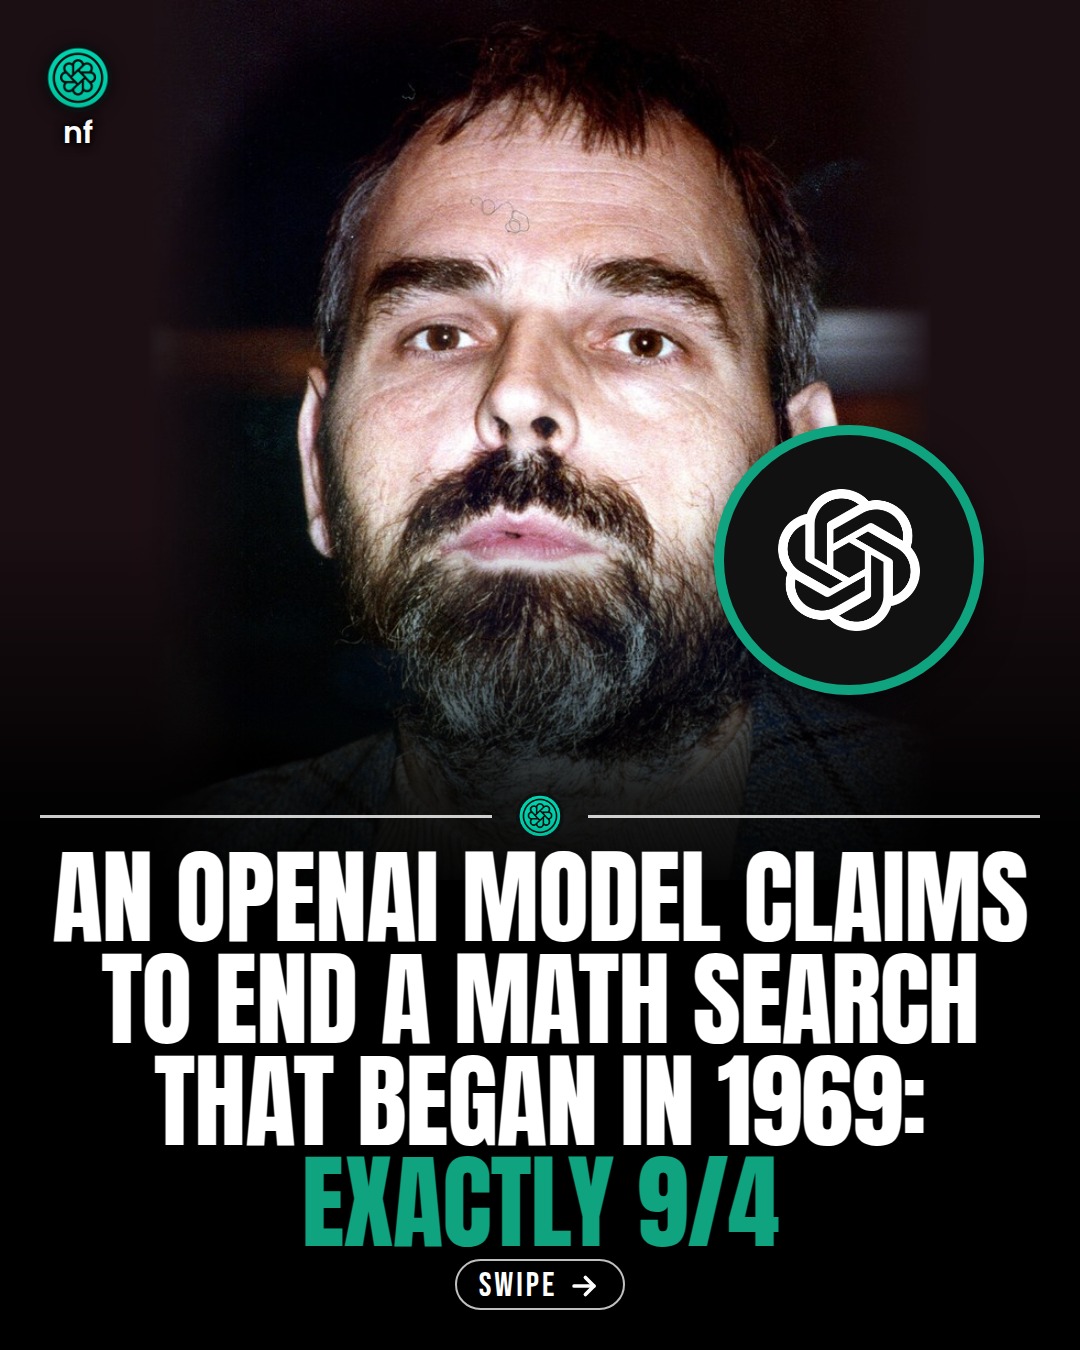 nf
AN OPENAI MODEL CLAIMS
TO END A MATH SEARCH
THAT BEGAN IN 1969:
EXACTLY 9/4
SWIPE →